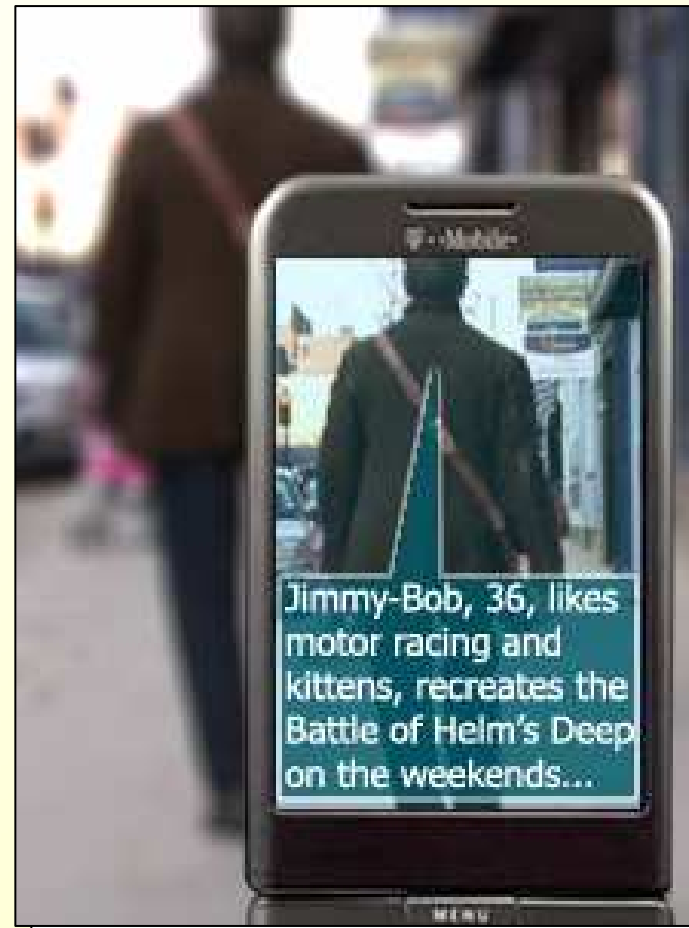 T··Mobile·
Jimmy-Bob, 36, likes
motor racing and
kittens, recreates the
Battle of Helm's Deep
on the weekends...
MENU